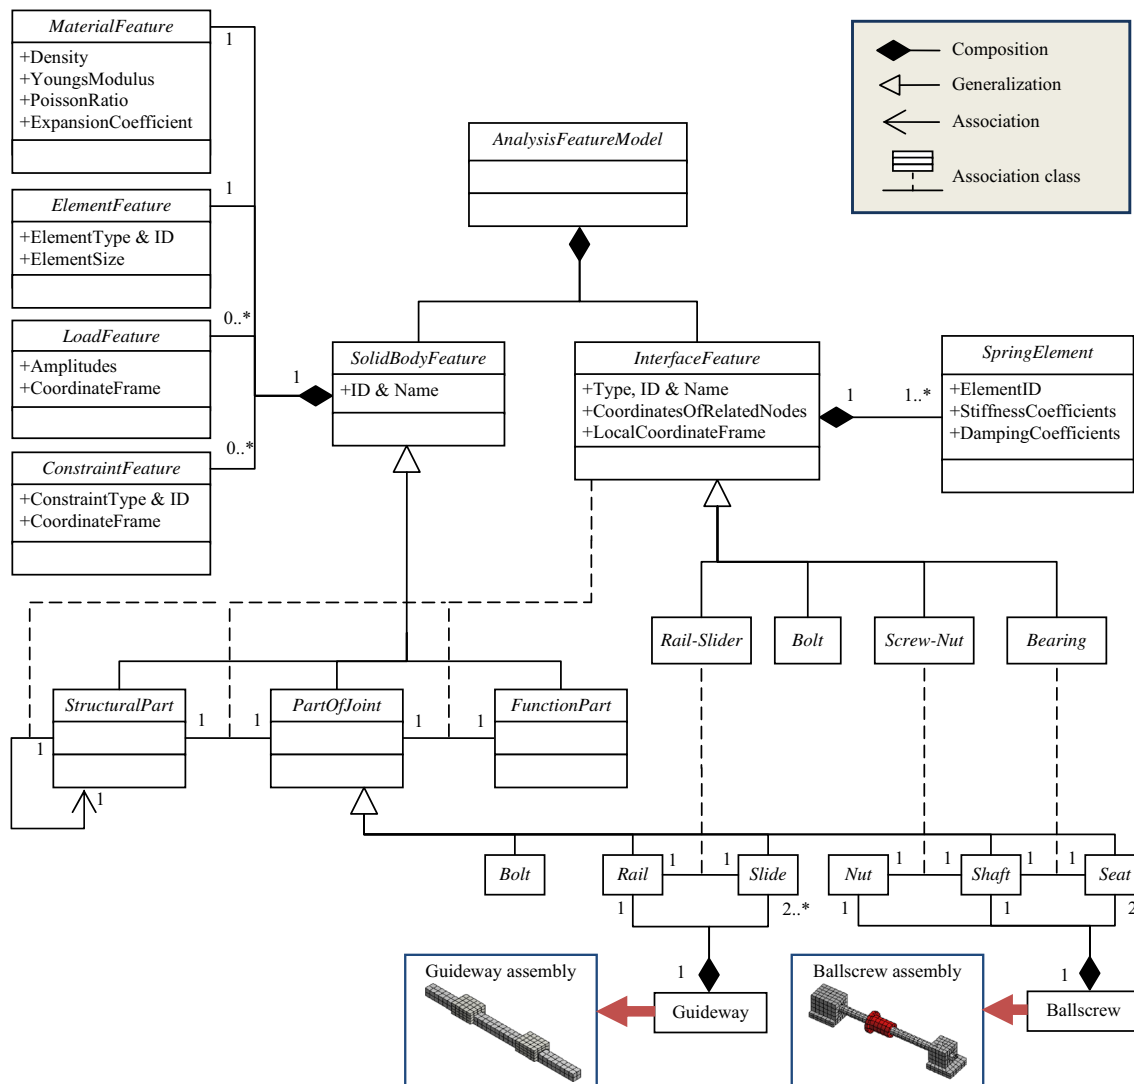 MaterialFeature
+Density
+YoungsModulus
+PoissonRatio
+ExpansionCoefficient
1
ElementFeature
+ElementType & ID
+ElementSize
1
LoadFeature
+Amplitudes
+CoordinateFrame
0..*
ConstraintFeature
+ConstraintType & ID
+CoordinateFrame
0..*
Composition
Generalization
Association
Association class
AnalysisFeatureModel
SolidBodyFeature
+ID & Name
1
InterfaceFeature
+Type, ID & Name
+CoordinatesOfRelatedNodes
+LocalCoordinateFrame
1
1..*
SpringElement
+ElementID
+StiffnessCoefficients
+DampingCoefficients
Rail-Slider
Bolt
Screw-Nut
Bearing
StructuralPart
1
1
1
PartOfJoint
1
1
FunctionPart
1
Bolt
Rail
1
1
Slide
Nut
1
1
Shaft
1
1
Seat
1
2..*
1
1
2
1
Guideway
1
Ballscrew
Guideway assembly
Ballscrew assembly